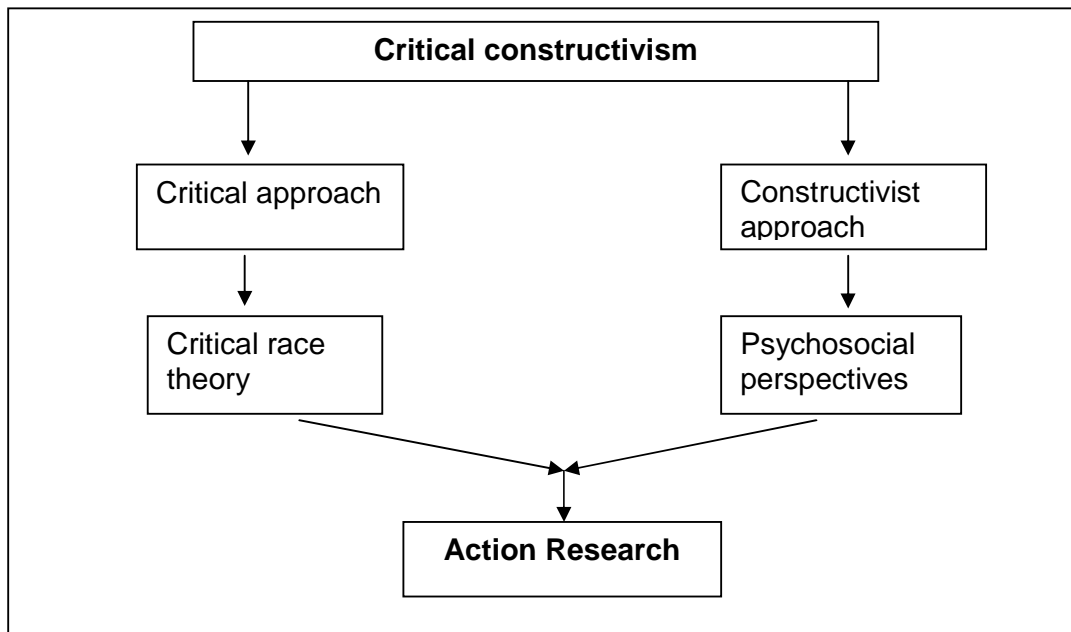 Critical constructivism
Critical approach
Constructivist
approach
Critical race
theory
Psychosocial
perspectives
Action Research